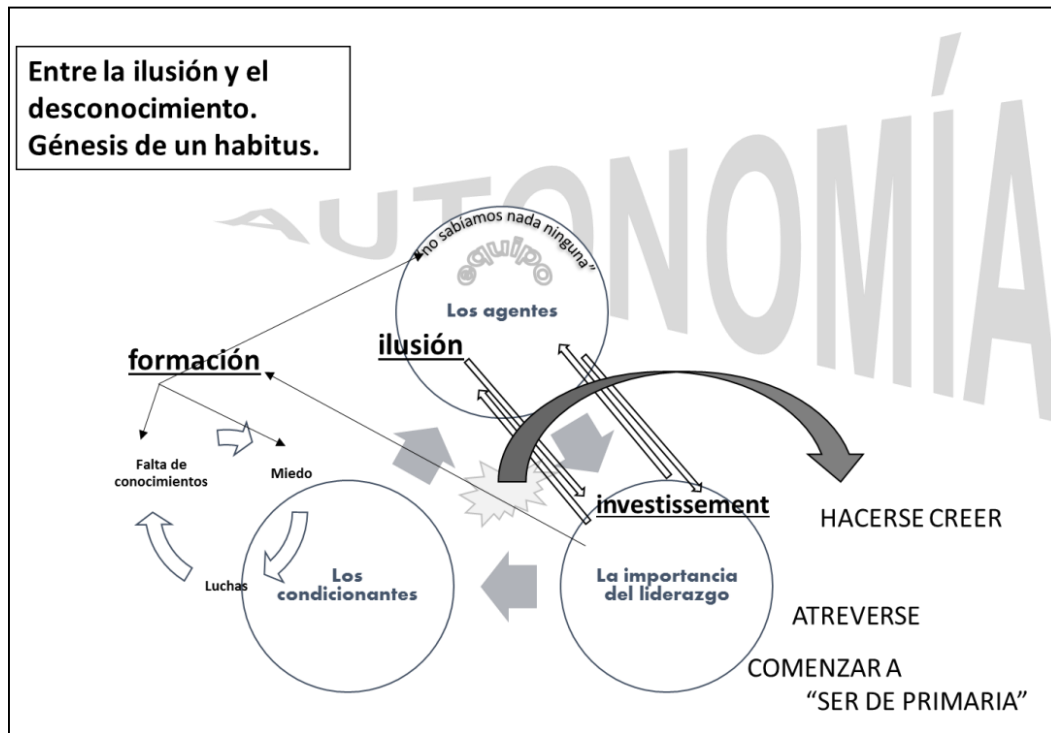 Entre la ilusión y el
desconocimiento.
Génesis de un habitus.
AUTONOMÍA
"no sabíamos nada ninguna"
equipo
Los agentes
ilusión
formación
Falta de
conocimientos
Miedo
Luchas
Los
condicionantes
investissement
La importancia
del liderazgo
HACERSE CREER
ATREVERSE
COMENZAR A
"SER DE PRIMARIA"